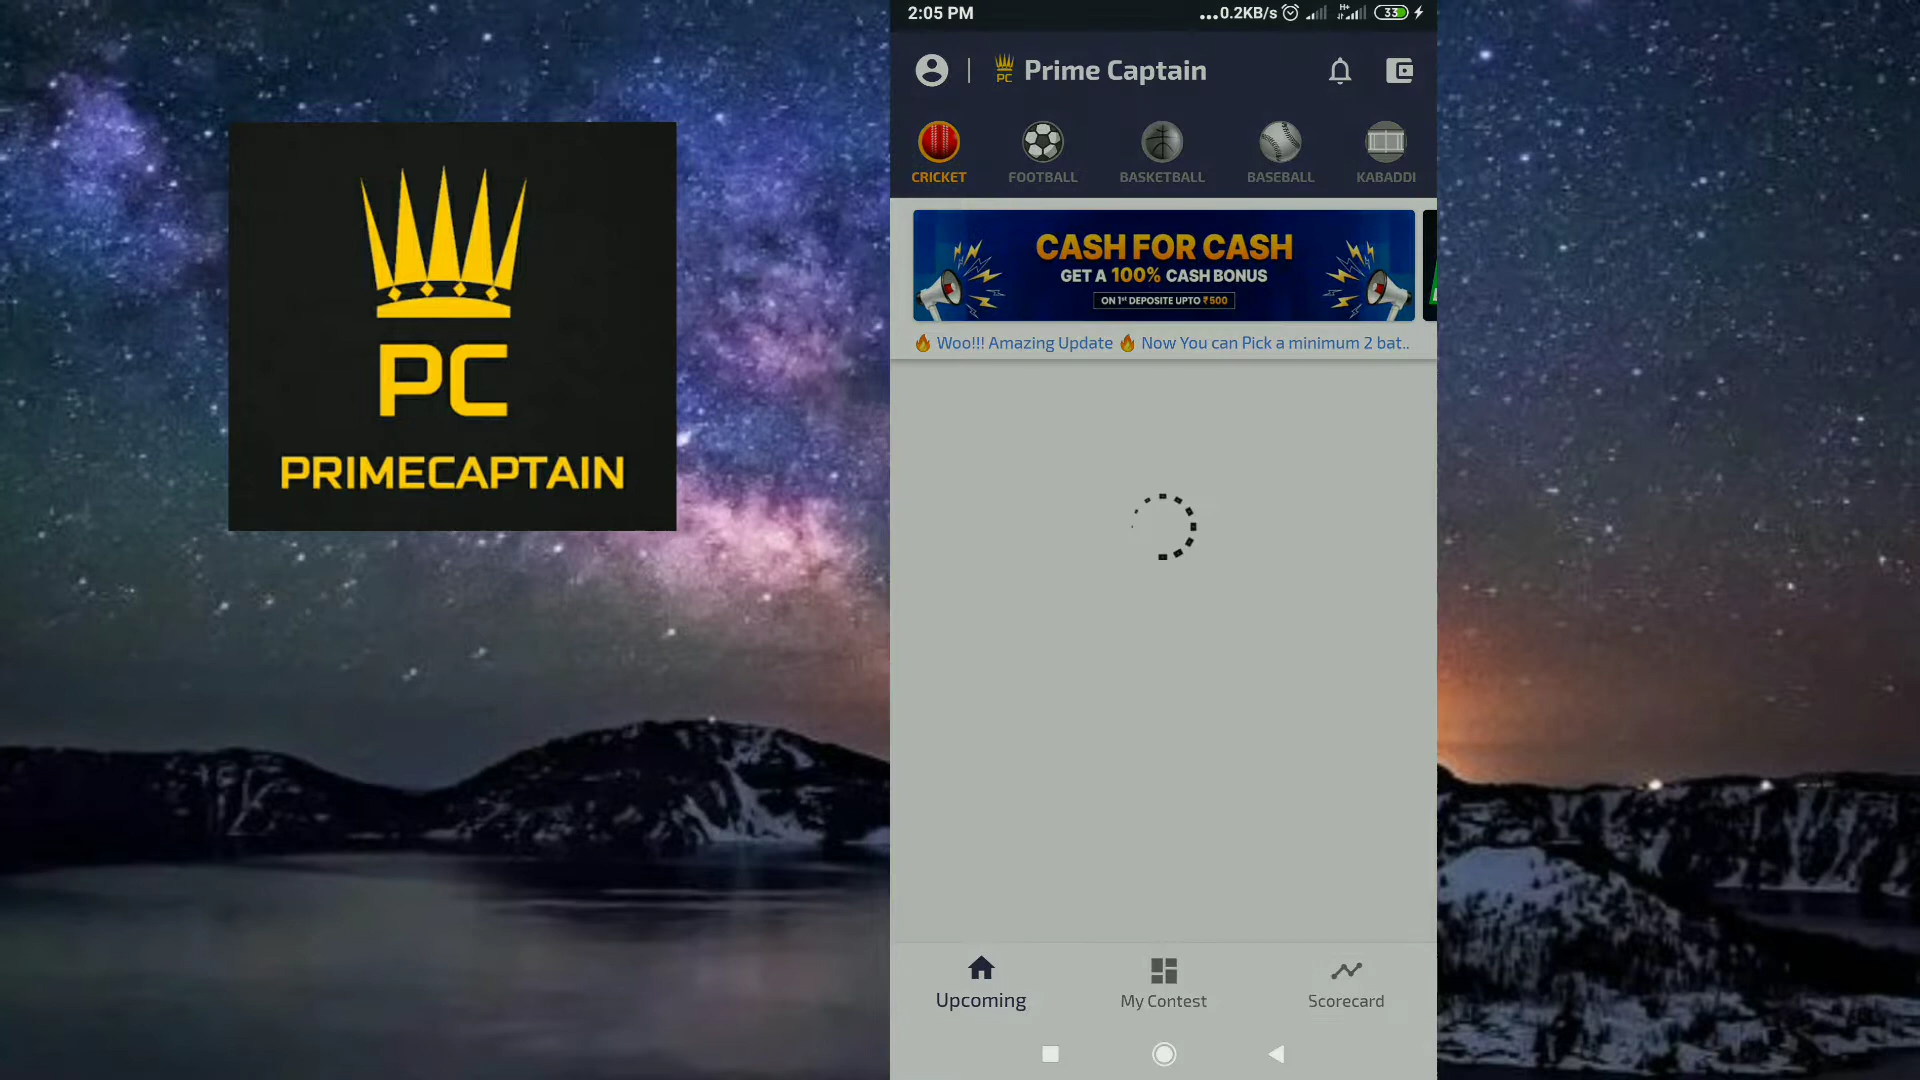 PC
PRIMECAPTAIN
2:05 PM
...0.2KB/s
H+
33
PC
Prime Captain
CRICKET
FOOTBALL
BASKETBALL
BASEBALL
KABADDI
CASH FOR CASH
GET A 100% CASH BONUS
ON 1st DEPOSITE UPTO ₹500
🔥 Woo!!! Amazing Update 🔥 Now You can Pick a minimum 2 bat..
Upcoming
My Contest
Scorecard